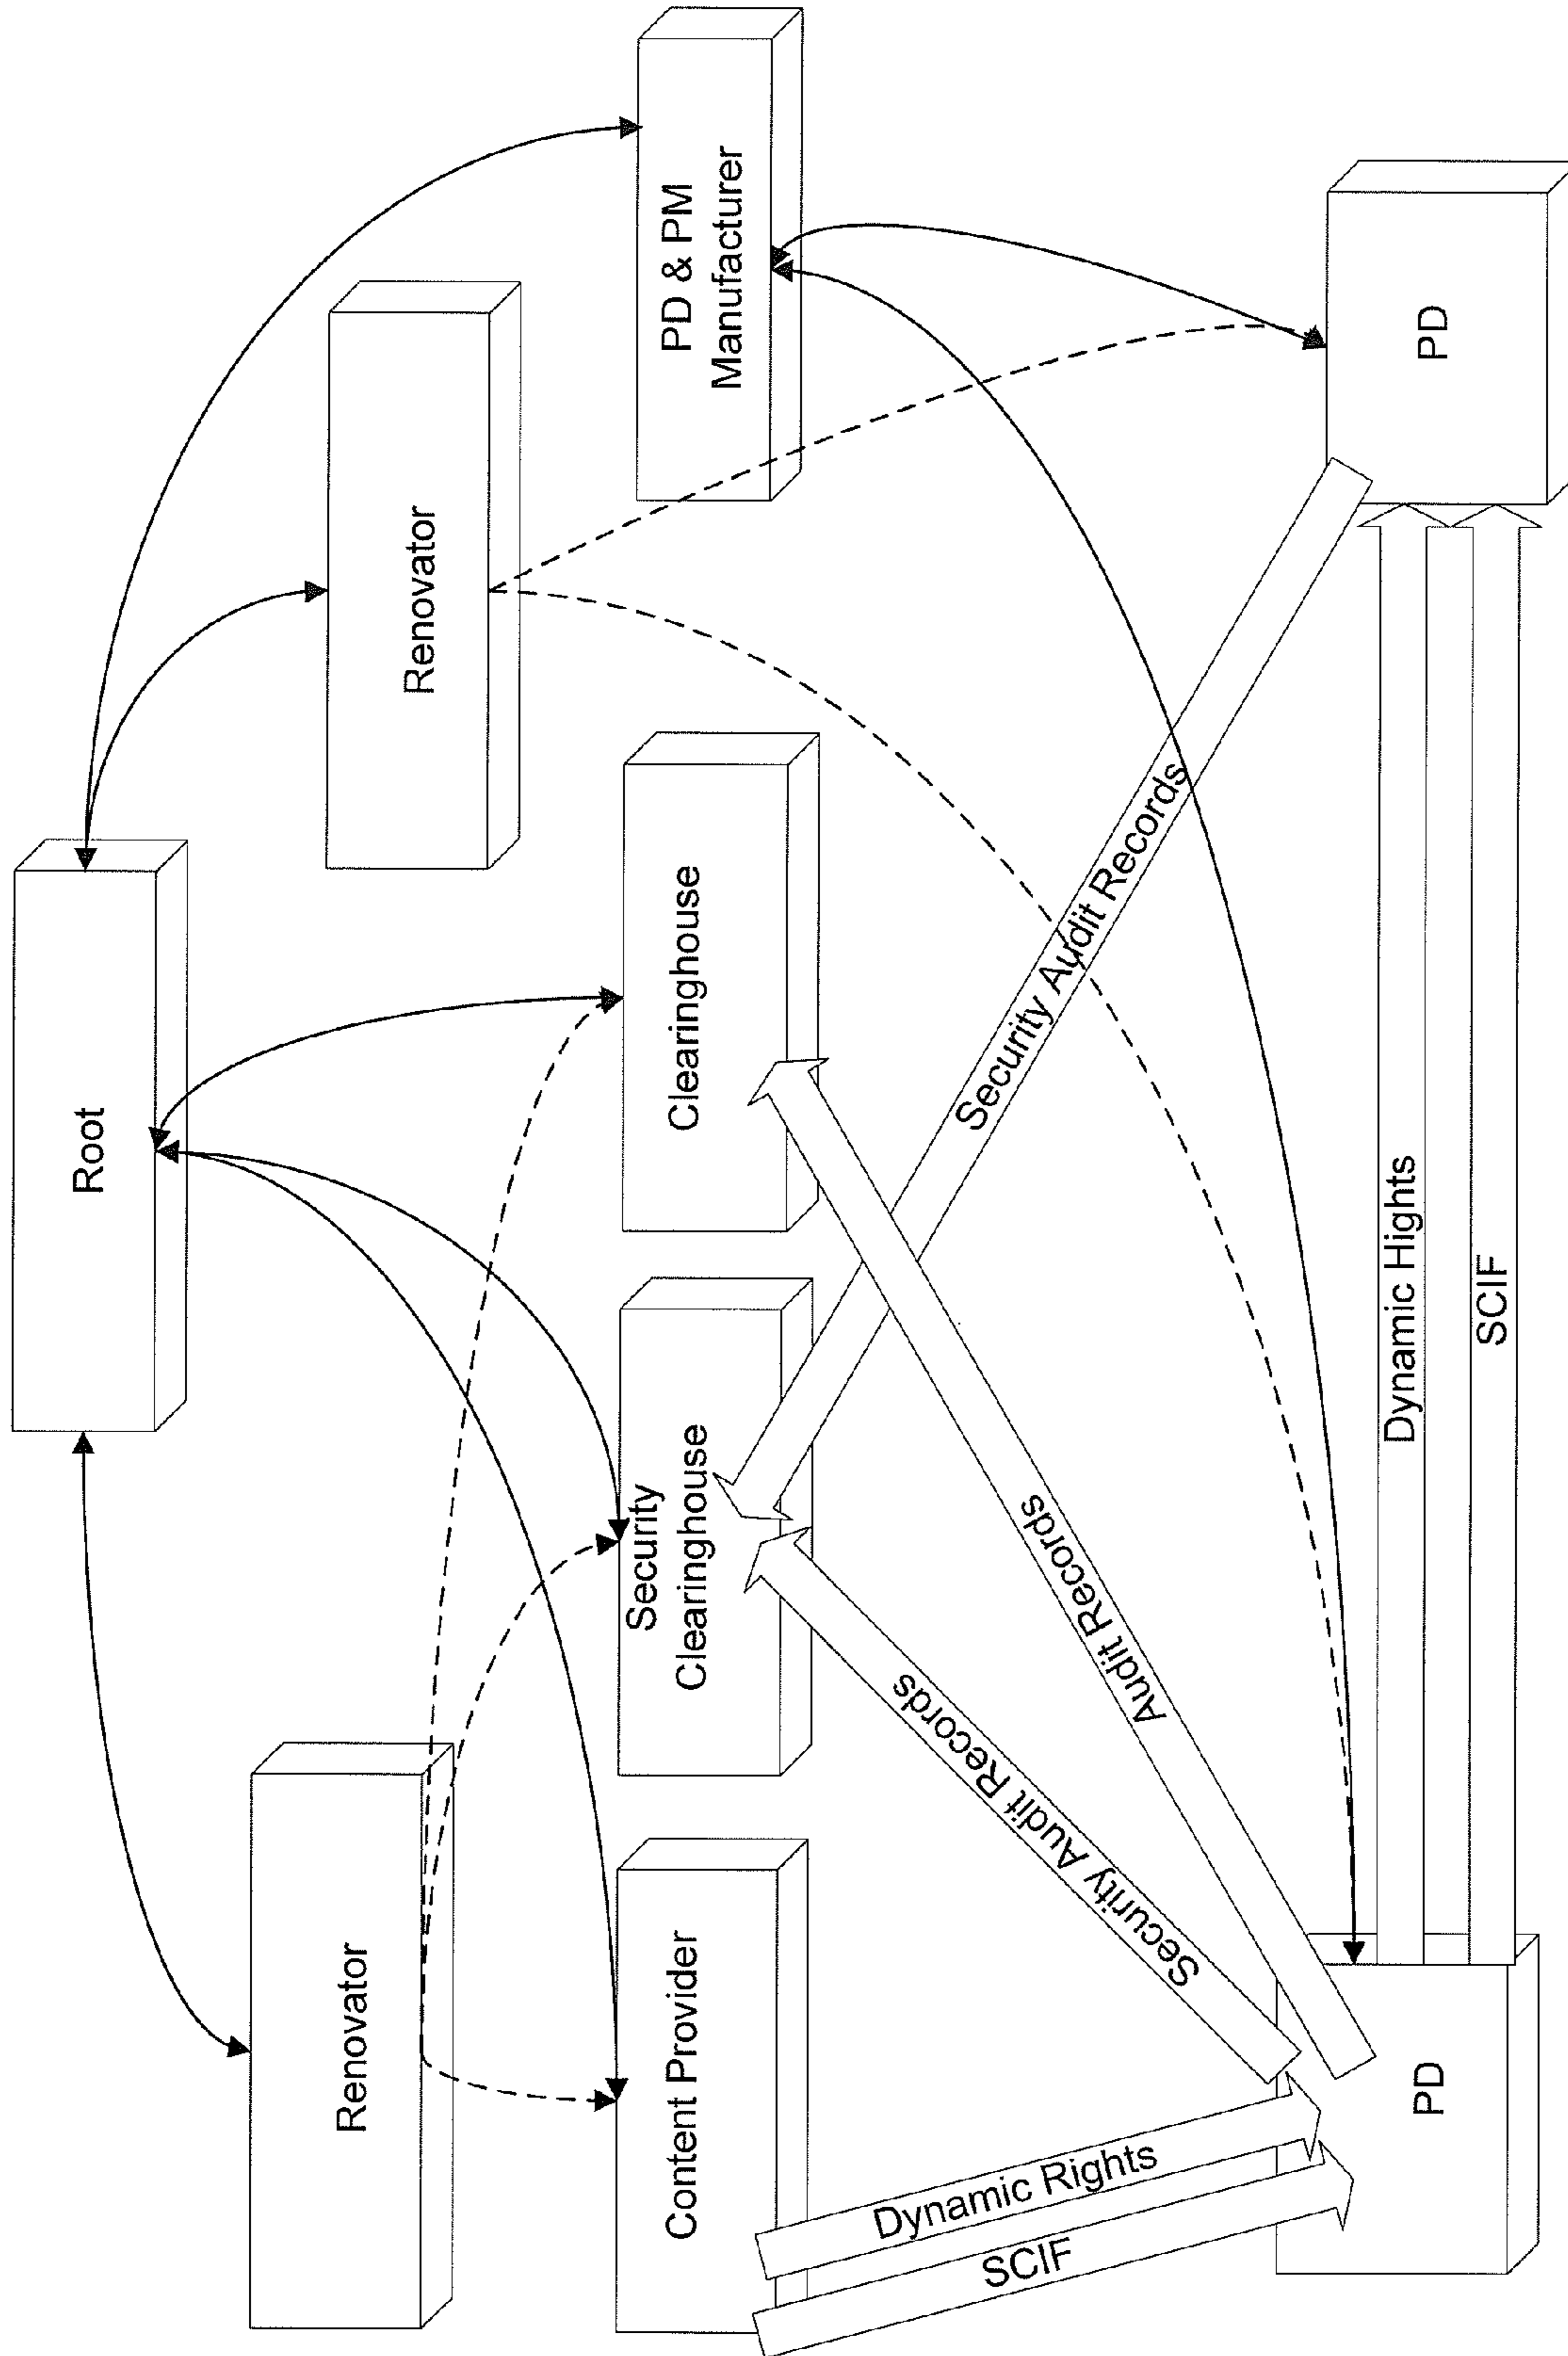 Root
Renovator
Renovator
Content Provider
Security
Clearinghouse
Clearinghouse
PD & PM
Manufacturer
Dynamic Rights
SCIF
Security Audit Records
Audit Records
Security Audit Records
PD
Dynamic Hights
SCIF
PD